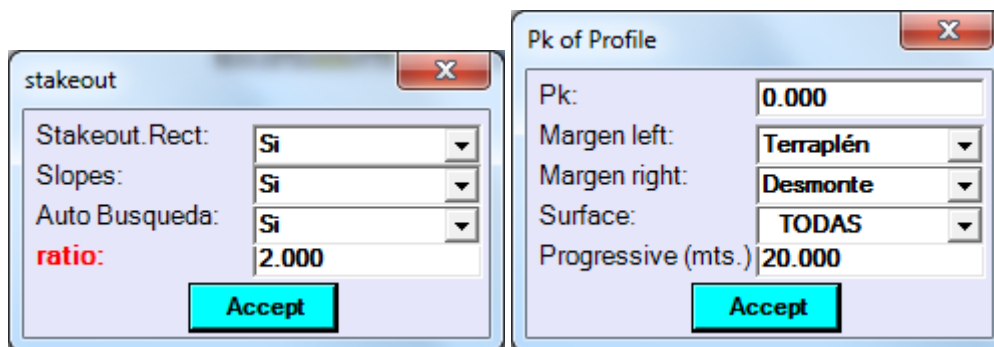 stakeout
Stakeout.Rect: Si
Slopes: Si
Auto Busqueda: Si
ratio: 2.000
Accept
Pk of Profile
Pk: 0.000
Margen left: Terraplén
Margen right: Desmonte
Surface: TODAS
Progressive (mts.) 20.000
Accept